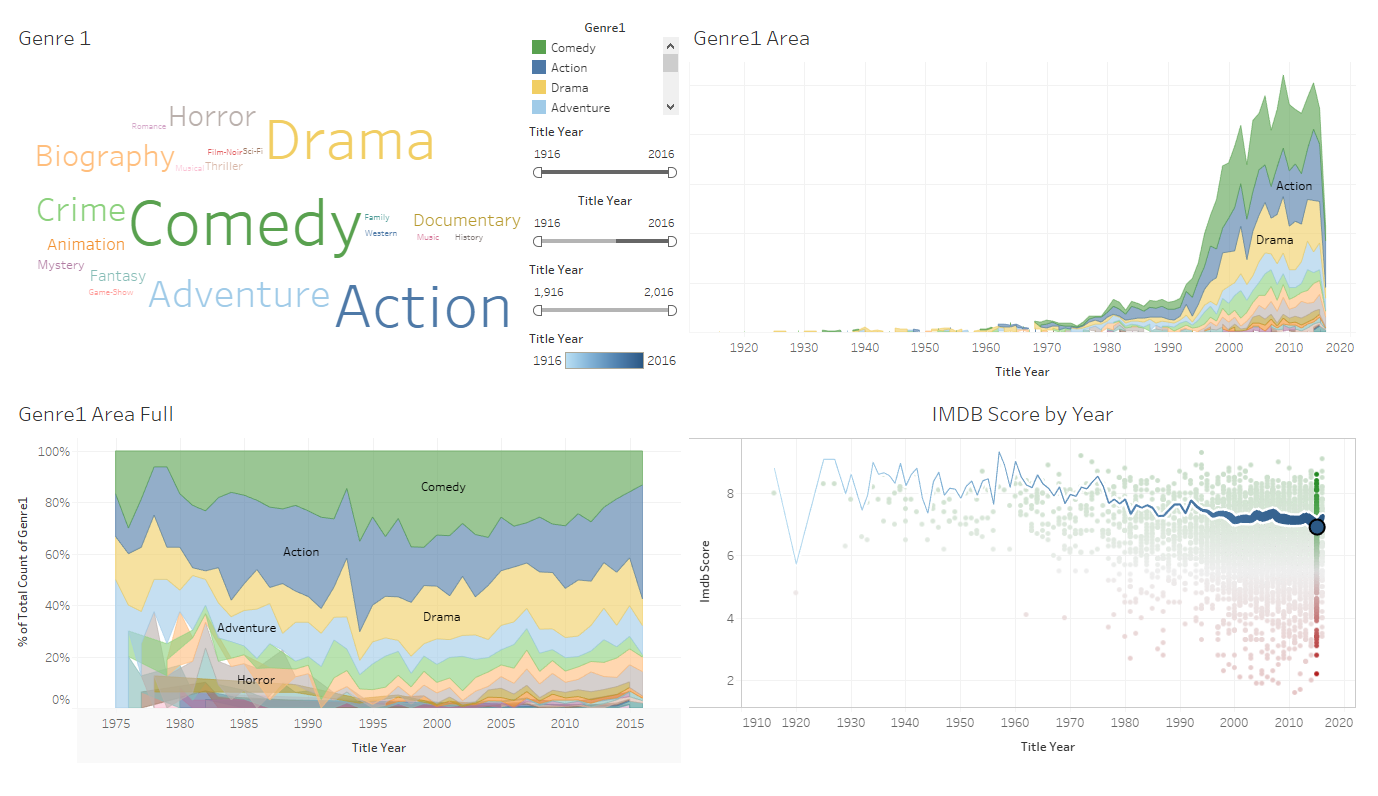 Genre 1
Horror
Romance
Drama
Biography
Film-Noir
Sci-Fi
Musical
Thriller
Crime
Comedy
Family
Western
Documentary
Music
History
Animation
Mystery
Fantasy
Game-Show
Adventure
Action
Genre1
Comedy
Action
Drama
Adventure
Title Year
1916 2016
Title Year
1916 2016
Title Year
1,916 2,016
Title Year
1916 2016
Genre1 Area
Action
Drama
1920 1930 1940 1950 1960 1970 1980 1990 2000 2010 2020
Title Year
Genre1 Area Full
% of Total Count of Genre1
100%
80%
60%
40%
20%
0%
Comedy
Action
Drama
Adventure
Horror
1975 1980 1985 1990 1995 2000 2005 2010 2015
Title Year
IMDB Score by Year
Imdb Score
8
6
4
2
1910 1920 1930 1940 1950 1960 1970 1980 1990 2000 2010 2020
Title Year